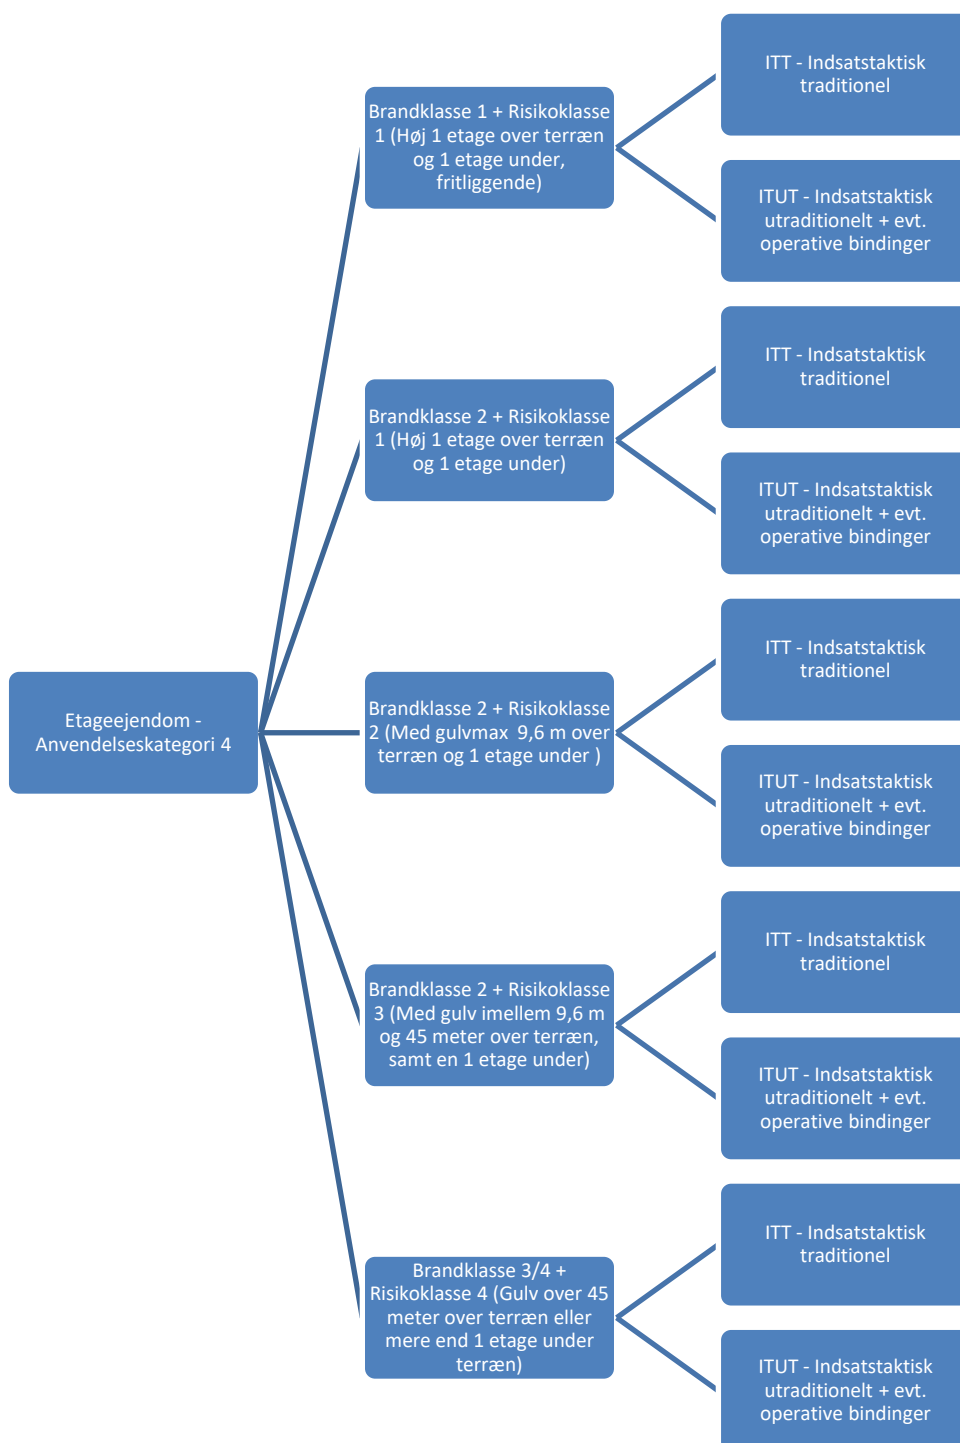 Etageejendom -
Anvendelseskategori 4
Brandklasse 1 + Risikoklasse
1 (Høj 1 etage over terræn
og 1 etage under,
fritliggende)
ITT - Indsatstaktisk
traditionel
ITUT - Indsatstaktisk
utraditionelt + evt.
operative bindinger
Brandklasse 2 + Risikoklasse
1 (Høj 1 etage over terræn
og 1 etage under)
ITT - Indsatstaktisk
traditionel
ITUT - Indsatstaktisk
utraditionelt + evt.
operative bindinger
Brandklasse 2 + Risikoklasse
2 (Med gulvmax 9,6 m over
terræn og 1 etage under )
ITT - Indsatstaktisk
traditionel
ITUT - Indsatstaktisk
utraditionelt + evt.
operative bindinger
Brandklasse 2 + Risikoklasse
3 (Med gulv imellem 9,6 m
og 45 meter over terræn,
samt en 1 etage under)
ITT - Indsatstaktisk
traditionel
ITUT - Indsatstaktisk
utraditionelt + evt.
operative bindinger
Brandklasse 3/4 +
Risikoklasse 4 (Gulv over 45
meter over terræn eller
mere end 1 etage under
terræn)
ITT - Indsatstaktisk
traditionel
ITUT - Indsatstaktisk
utraditionelt + evt.
operative bindinger